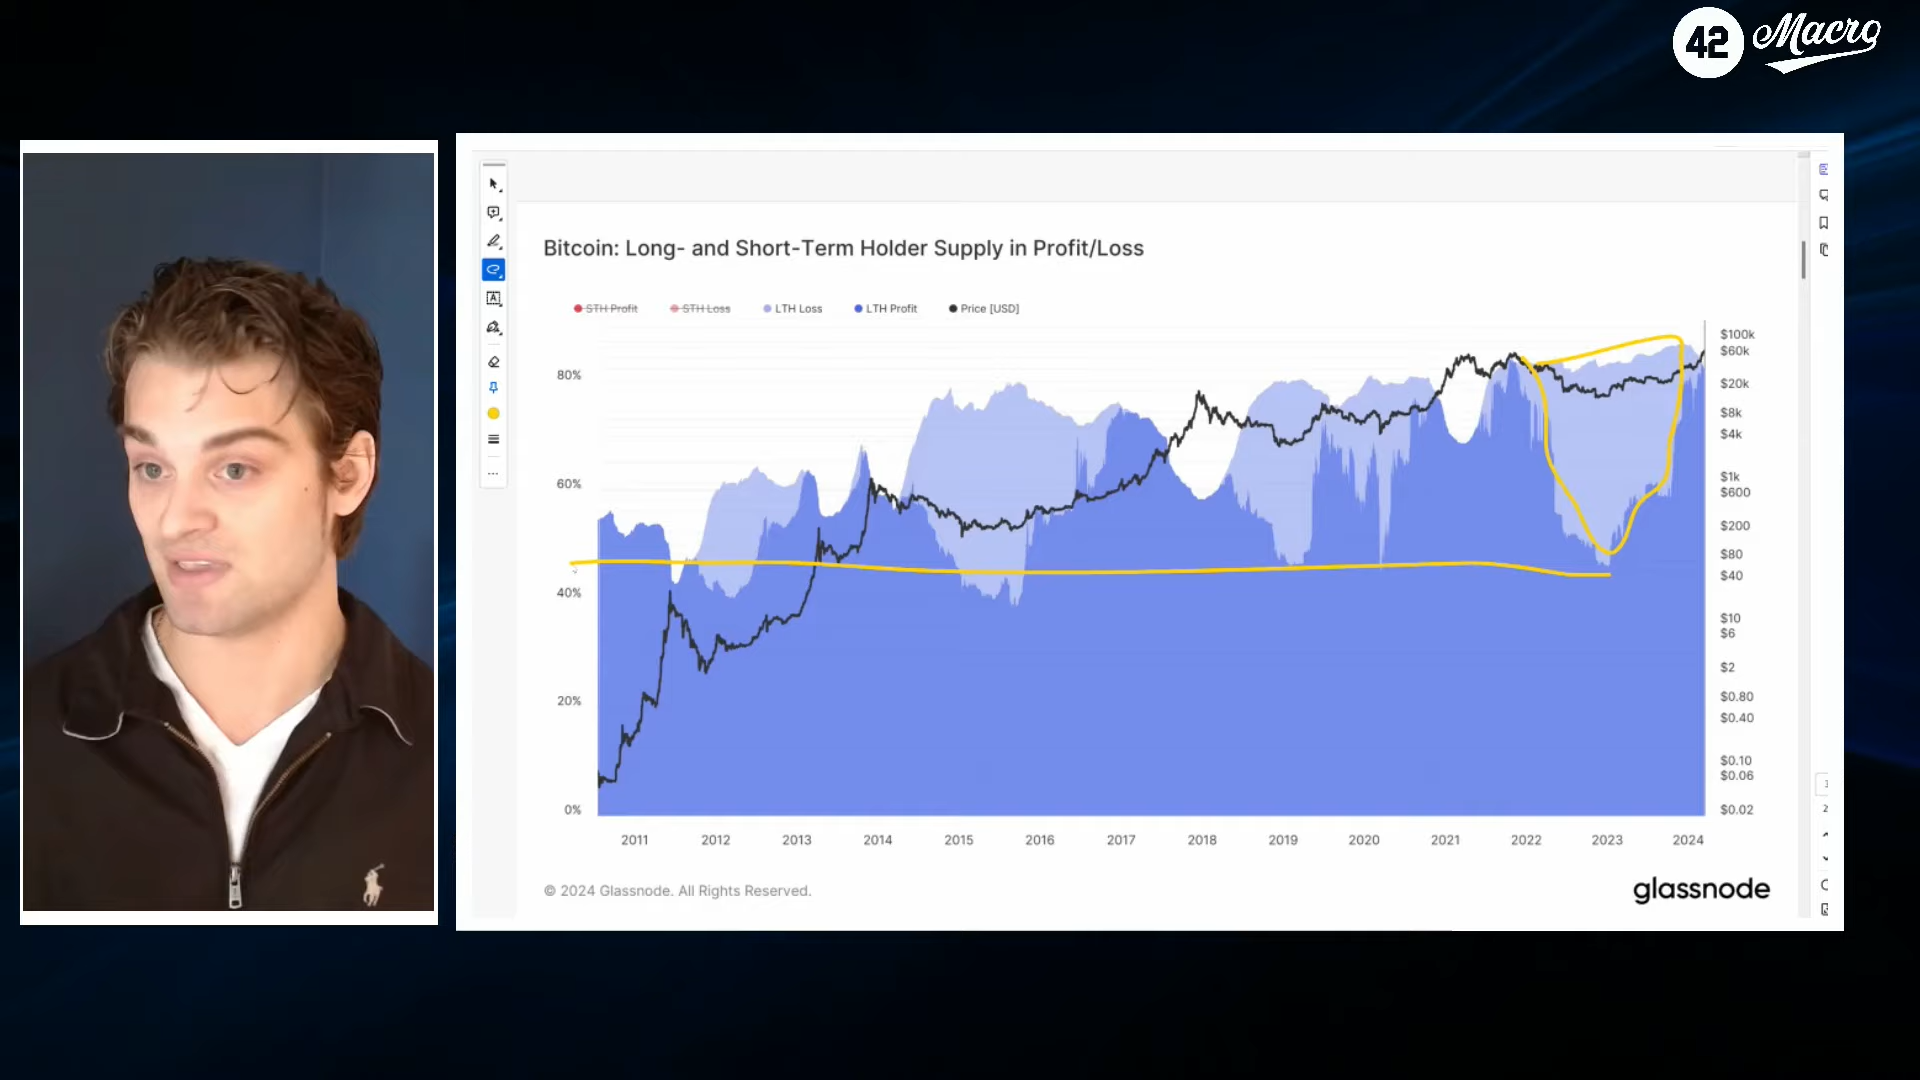 42 Macro
Bitcoin: Long- and Short-Term Holder Supply in Profit/Loss
STH Profit STH Loss LTH Loss LTH Profit Price [USD]
80%
60%
40%
20%
0%
$100k
$60k
$20k
$8k
$4k
$1k
$600
$200
$80
$40
$10
$6
$2
$0.80
$0.40
$0.10
$0.06
$0.02
2011 2012 2013 2014 2015 2016 2017 2018 2019 2020 2021 2022 2023 2024
© 2024 Glassnode. All Rights Reserved.
glassnode